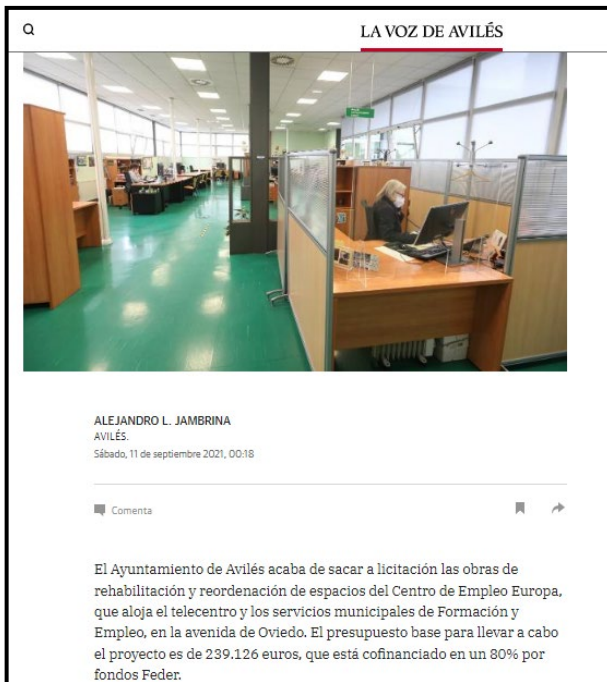 LA VOZ DE AVILÉS
ALEJANDRO L. JAMBRINA
AVILÉS.
Sábado, 11 de septiembre 2021, 00:18
Comenta
El Ayuntamiento de Avilés acaba de sacar a licitación las obras de
rehabilitación y reordenación de espacios del Centro de Empleo Europa,
que aloja el telecentro y los servicios municipales de Formación y
Empleo, en la avenida de Oviedo. El presupuesto base para llevar a cabo
el proyecto es de 239.126 euros, que está cofinanciado en un 80% por
fondos Feder.